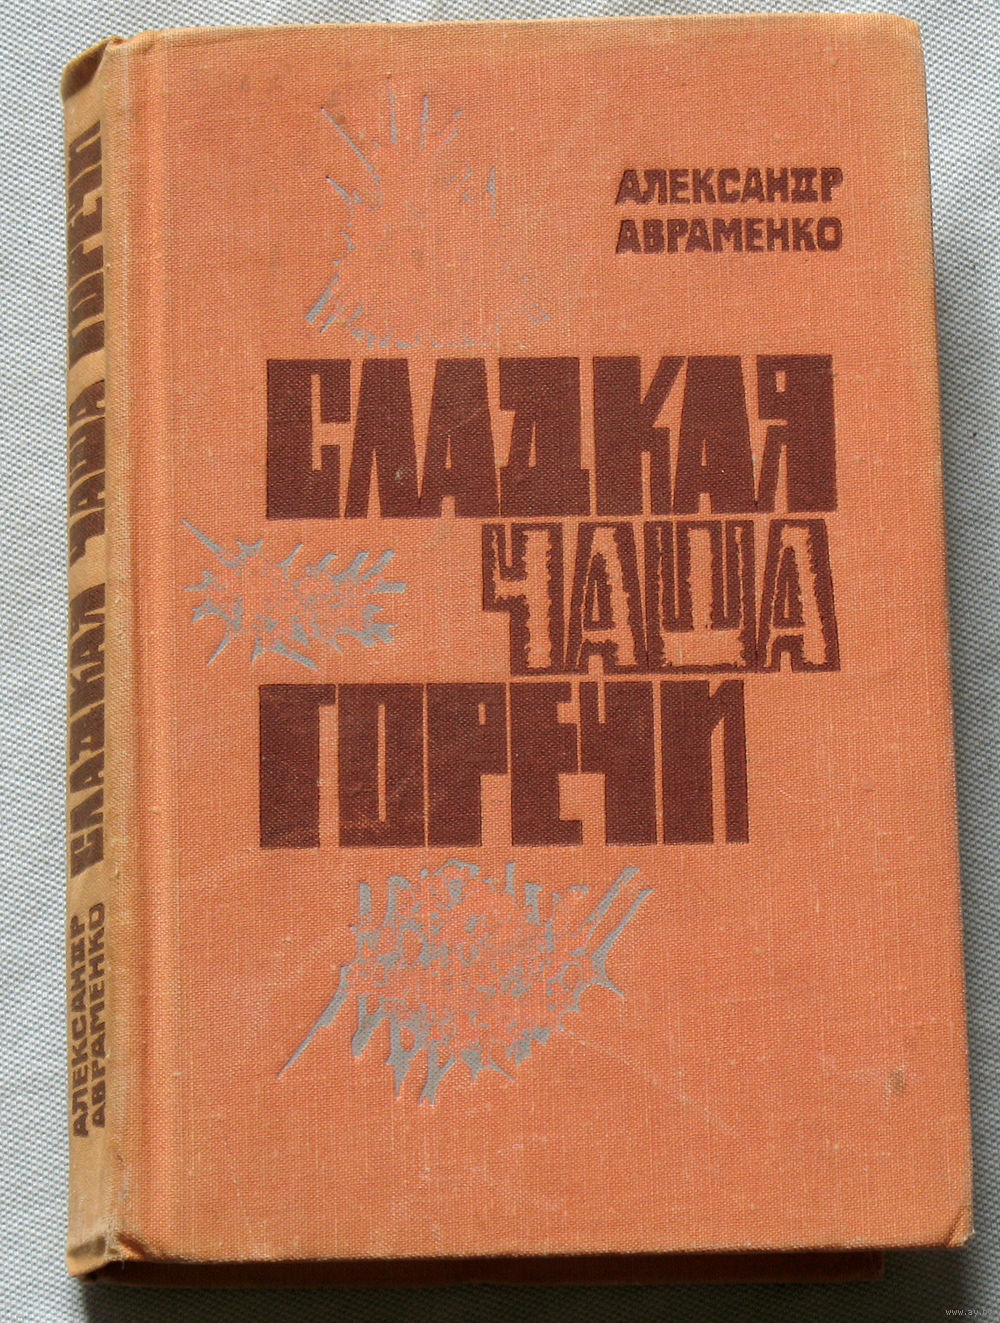 АЛЕКСАНДР
АВРАМЕНКО
СЛАДКАЯ
ЧАША
ГОРЕЧИ
АЛЕКСАНДР
АВРАМЕНКО
СЛАДКАЯ ЧАША ГОРЕЧИ